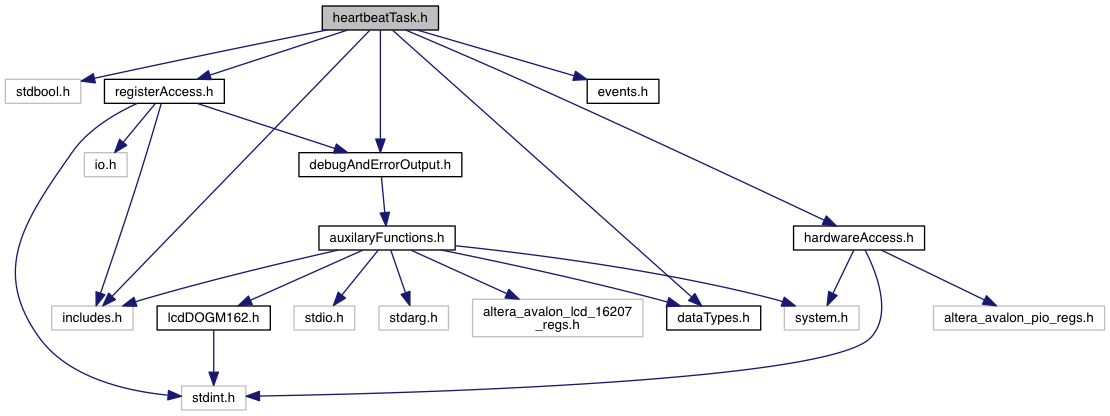 heartbeatTask.h
stdbool.h
registerAccess.h
events.h
io.h
debugAndErrorOutput.h
auxilaryFunctions.h
hardwareAccess.h
includes.h
lcdDOGM162.h
stdio.h
stdarg.h
altera_avalon_lcd_16207
_regs.h
dataTypes.h
system.h
altera_avalon_pio_regs.h
stdint.h